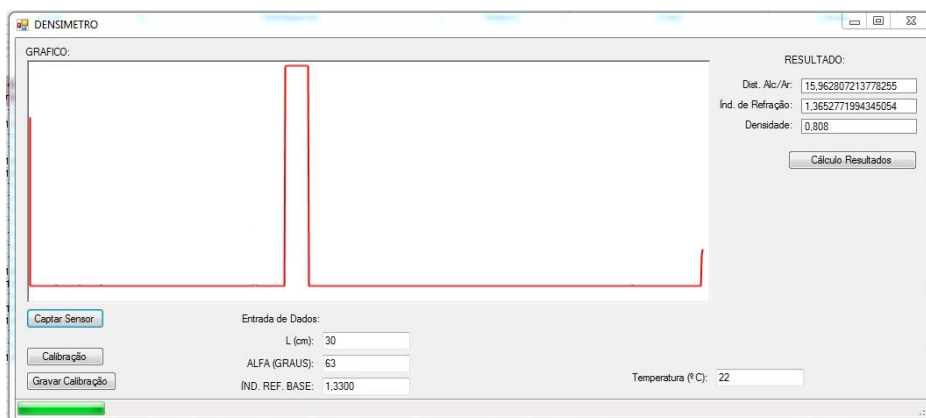 DENSIMETRO
GRAFICO:
RESULTADO:
Dist. Alc/Ar: 15,962807213778255
Índ. de Refração: 1,3652771994345054
Densidade: 0,808
Cálculo Resultados
Captar Sensor
Calibração
Gravar Calibração
Entrada de Dados:
L (cm): 30
ALFA (GRAUS): 63
ÍND. REF. BASE: 1,3300
Temperatura (º C): 22